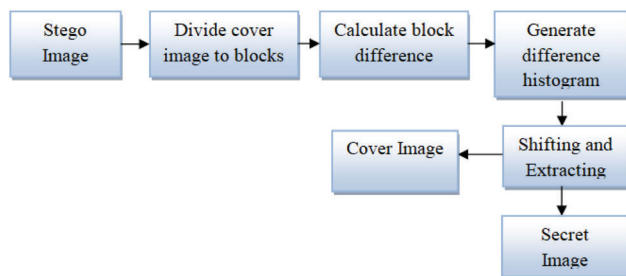 Stego
Image
Divide cover
image to blocks
Calculate block
difference
Generate
difference
histogram
Cover Image
Shifting and
Extracting
Secret
Image